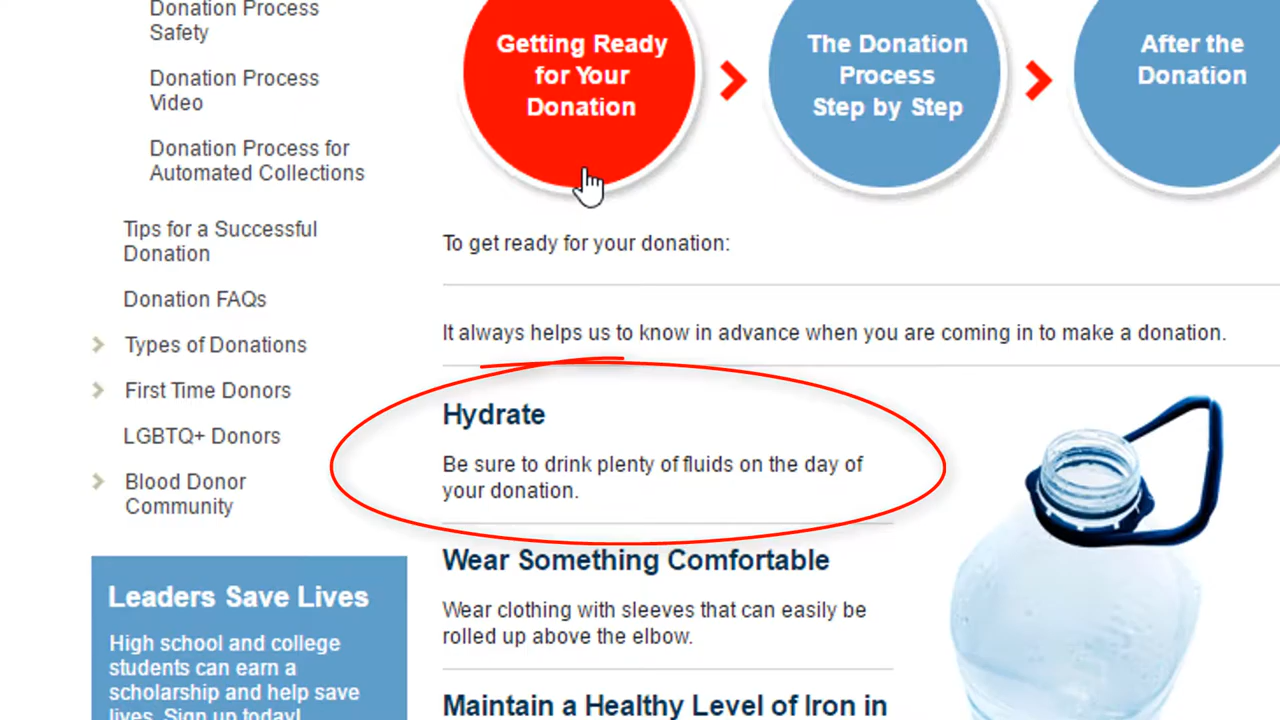 Donation Process
Safety
Donation Process
Video
Donation Process for
Automated Collections
Tips for a Successful
Donation
Donation FAQs
Types of Donations
First Time Donors
LGBTQ+ Donors
Blood Donor
Community
Leaders Save Lives
High school and college
students can earn a
scholarship and help save
lives. Sign up today!
Getting Ready
for Your
Donation
The Donation
Process
Step by Step
After the
Donation
To get ready for your donation:
It always helps us to know in advance when you are coming in to make a donation.
Hydrate
Be sure to drink plenty of fluids on the day of
your donation.
Wear Something Comfortable
Wear clothing with sleeves that can easily be
rolled up above the elbow.
Maintain a Healthy Level of Iron in